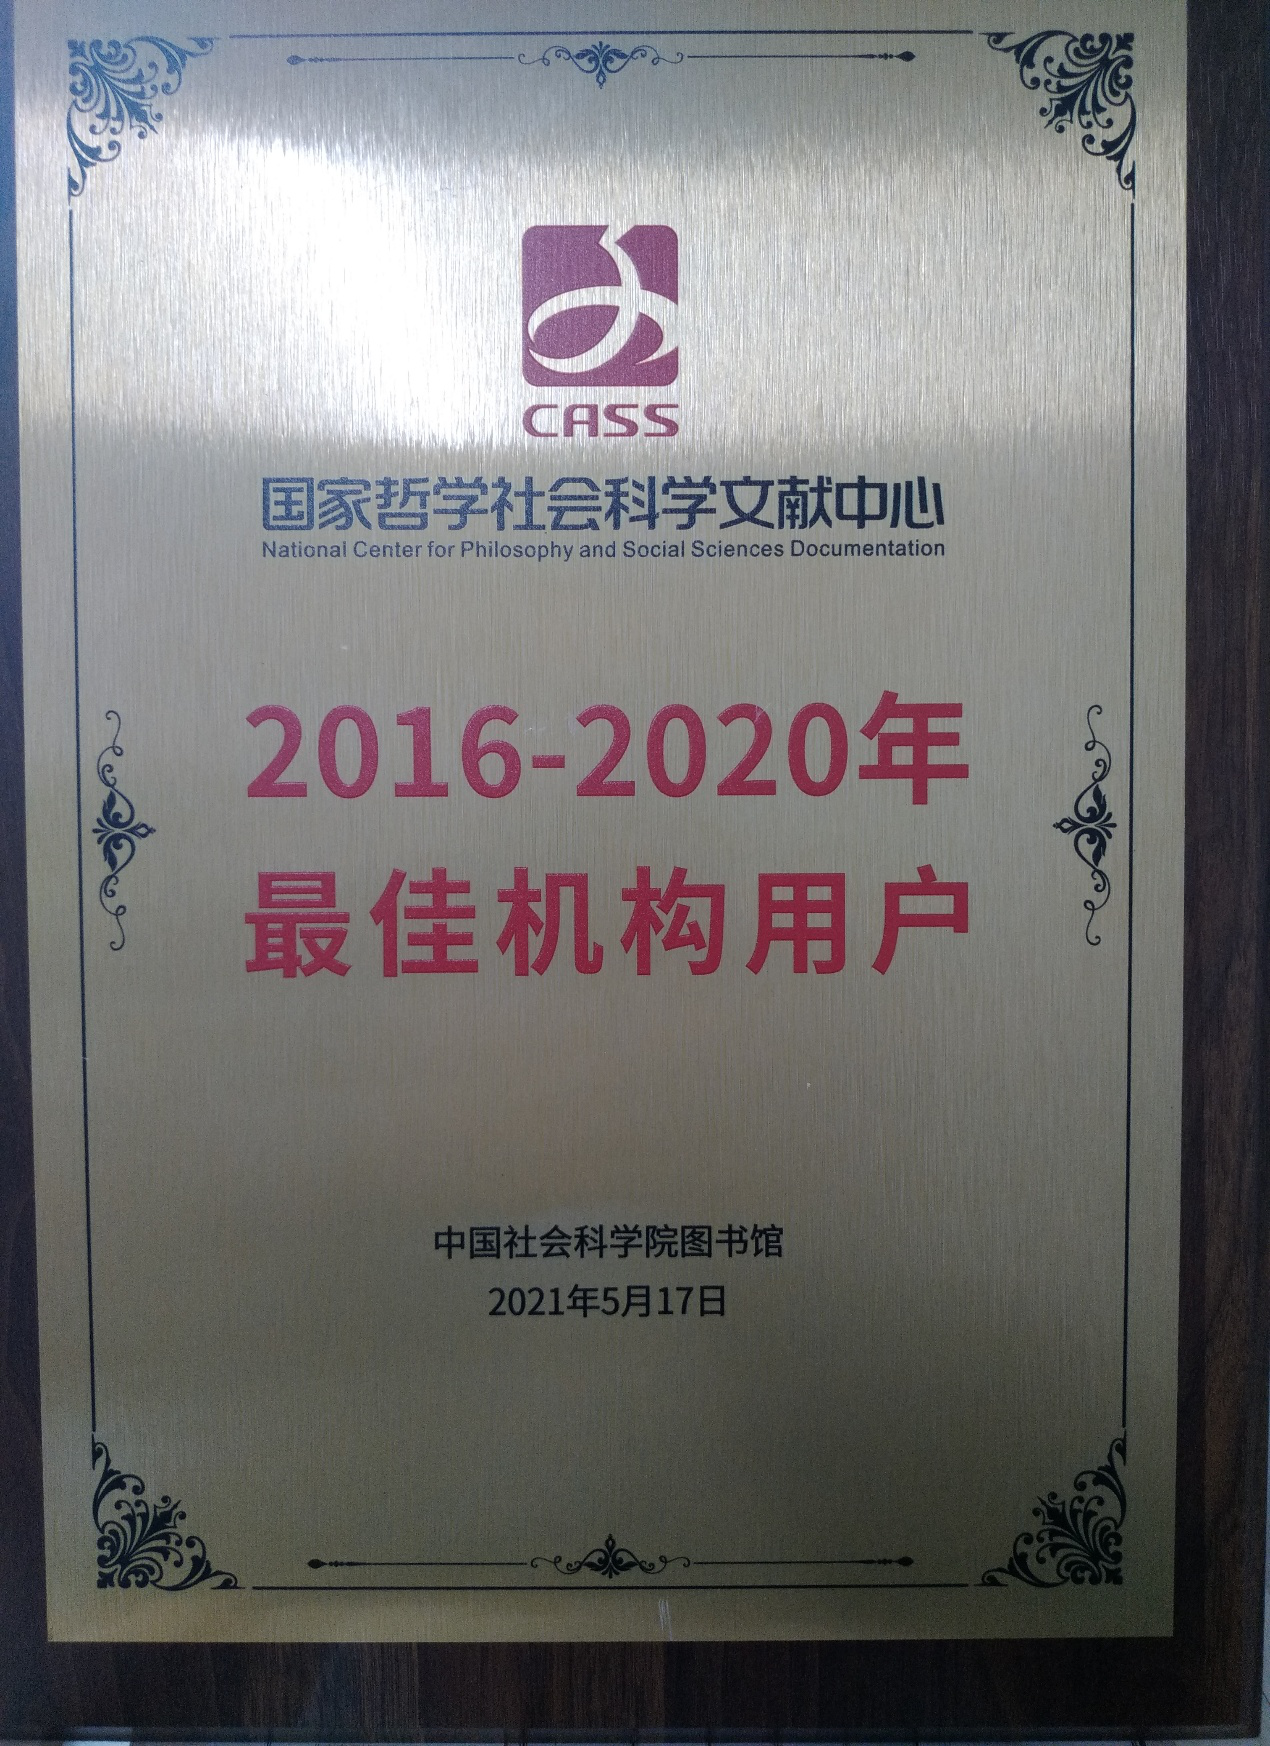 CASS
国家哲学社会科学文献中心
National Center for Philosophy and Social Sciences Documentation
2016-2020年
最佳机构用户
中国社会科学院图书馆
2021年5月17日